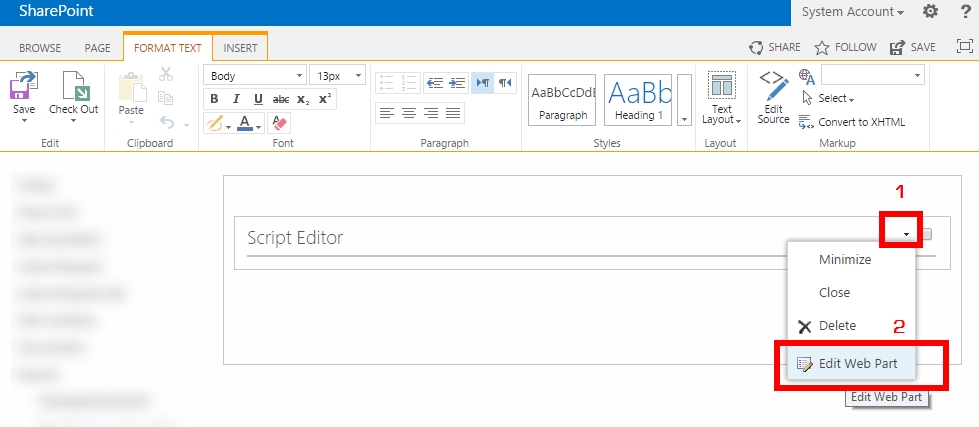 SharePoint
System Account
?
BROWSE PAGE FORMAT TEXT INSERT
SHARE FOLLOW SAVE
Save
Check Out
Paste
Body
13px
B I U abc x₂ x²
A
AaBbCcDdE
Paragraph
AaBb
Heading 1
Text
Layout
Edit
Source
Select
Convert to XHTML
Edit Clipboard Font Paragraph Styles Layout Markup
1
Script Editor
Minimize
Close
Delete
2
Edit Web Part
Edit Web Part